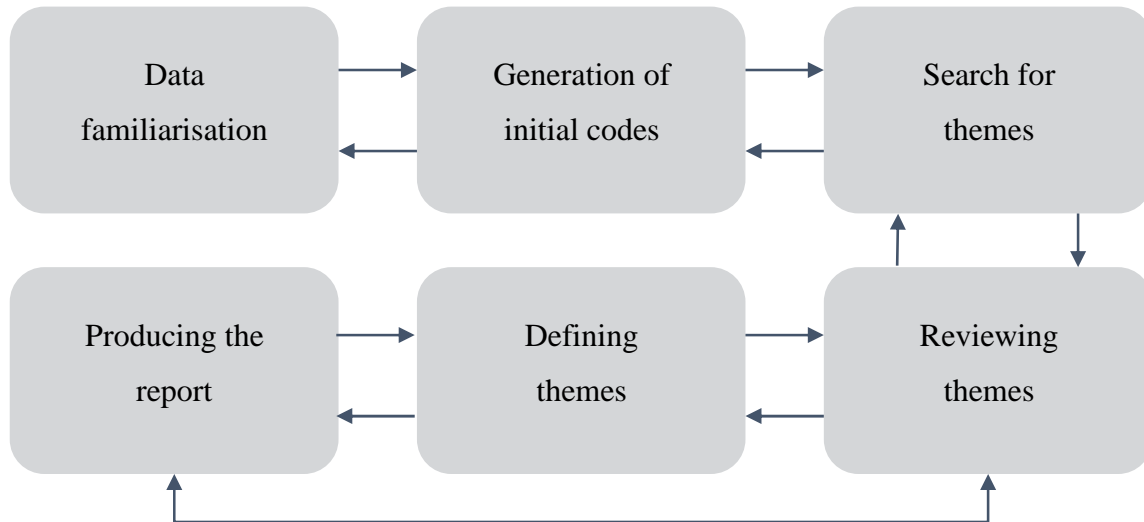 Data
familiarisation
Generation of
initial codes
Search for
themes
Producing the
report
Defining
themes
Reviewing
themes